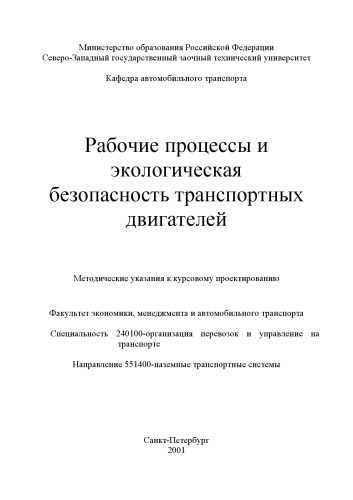 Министерство образования Российской Федерации
Северо-Западный государственный заочный технический университет
Кафедра автомобильного транспорта
Рабочие процессы и
экологическая
безопасность транспортных
двигателей
Методические указания к курсовому проектированию
Факультет экономики, менеджмента и автомобильного транспорта
Специальность 240100-организация перевозок и управление на
транспорте
Направление 551400-наземные транспортные системы
Санкт-Петербург
2001